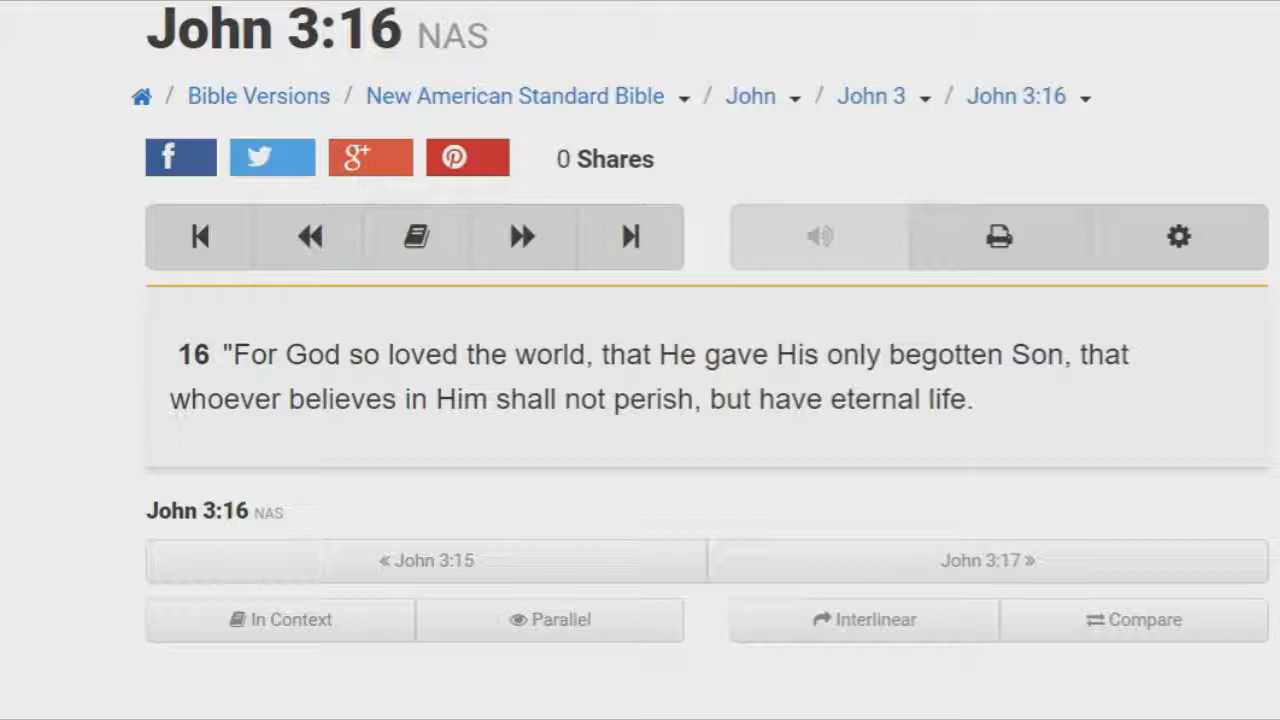 John 3:16 NAS
/ Bible Versions / New American Standard Bible / John / John 3 / John 3:16
f g+ 0 Shares
16 "For God so loved the world, that He gave His only begotten Son, that
whoever believes in Him shall not perish, but have eternal life.
John 3:16 NAS
« John 3:15 John 3:17 »
In Context Parallel Interlinear Compare